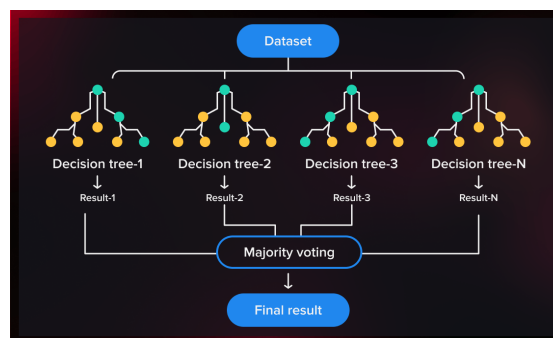 Dataset
Decision tree-1
Decision tree-2
Decision tree-3
Decision tree-N
Result-1
Result-2
Result-3
Result-N
Majority voting
Final result